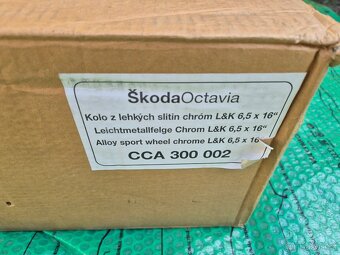 ŠkodaOctavia
Kolo z lehkých slitin chróm L&K 6,5 x 16“
Leichtmetallfelge Chrom L&K 6,5 x 16“
Alloy sport wheel chrome L&K 6,5 x 16“
CCA 300 002